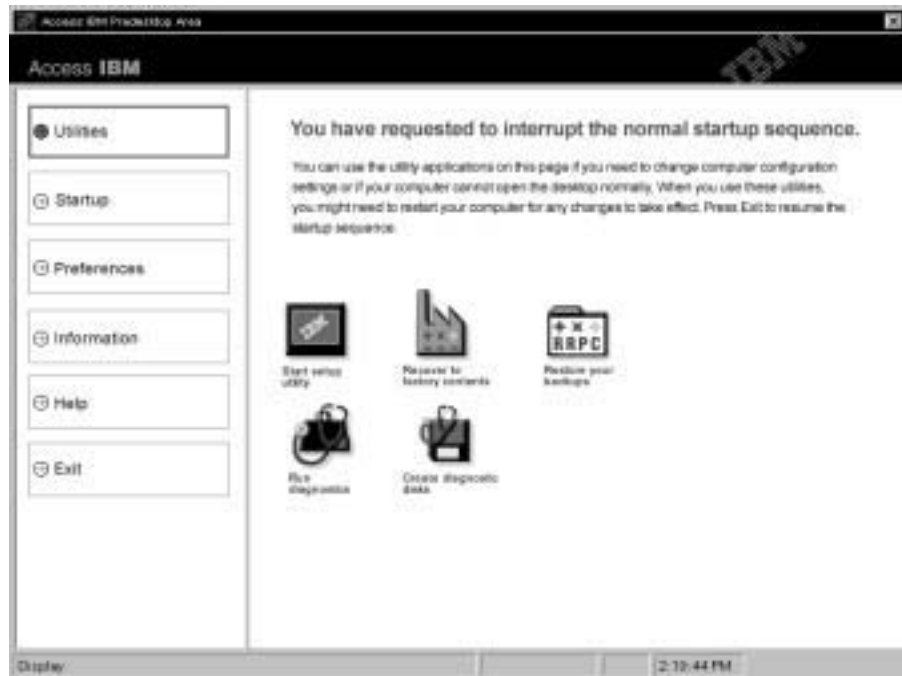 Access IBM Predesktop Area
Access IBM
IBM
Utilities
Startup
Preferences
Information
Help
Exit
You have requested to interrupt the normal startup sequence.
You can use the utility applications on this page if you need to change computer configuration
settings or if your computer cannot open the desktop normally. When you use these utilities,
you might need to restart your computer for any changes to take effect. Press Exit to resume the
startup sequence.
IBM
Start setup
utility
Recover to
factory contents
RRPC
Restore your
backups
Run
diagnostics
Create diagnostic
disks
Display
2:19:44 PM